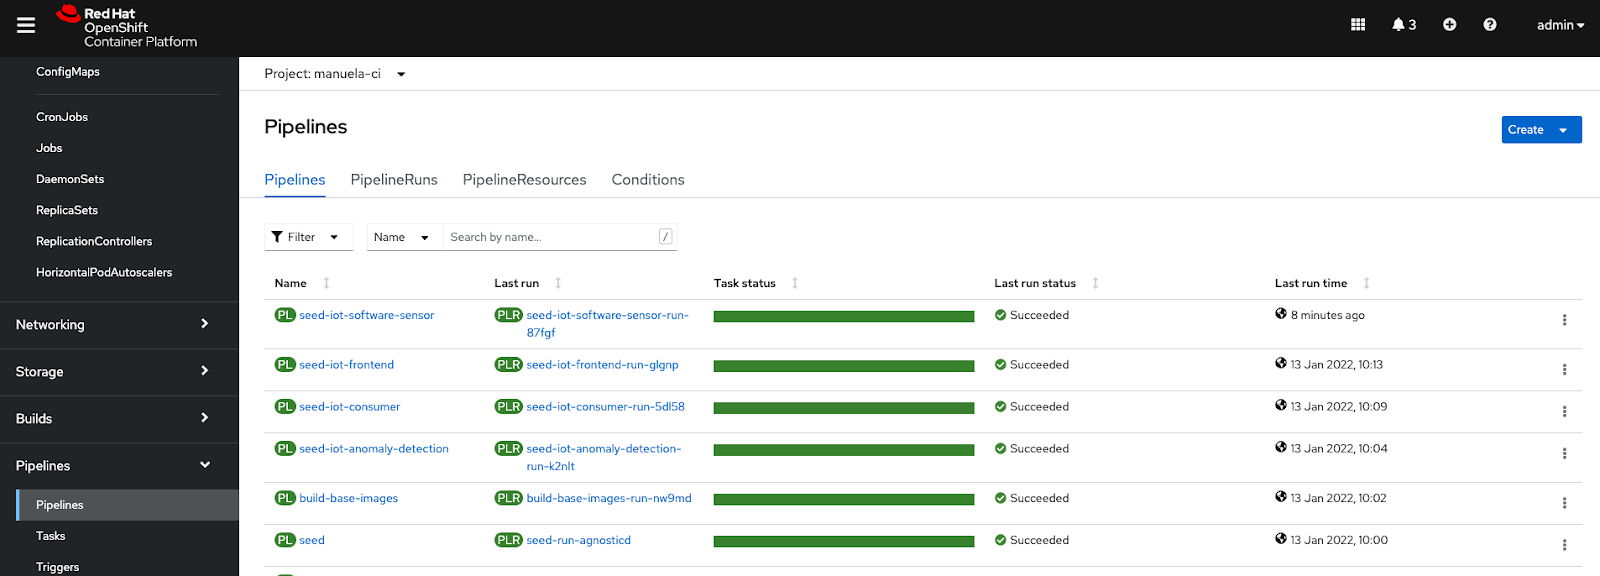 Red Hat
OpenShift
Container Platform
3
admin
ConfigMaps
CronJobs
Jobs
DaemonSets
ReplicaSets
ReplicationControllers
HorizontalPodAutoscalers
Networking
Storage
Builds
Pipelines
Pipelines
Tasks
Triggers
Project: manuela-ci
Pipelines
Create
Pipelines PipelineRuns PipelineResources Conditions
Filter Name Search by name... /
Name Last run Task status Last run status Last run time
PL seed-iot-software-sensor PLR seed-iot-software-sensor-run- Succeeded 8 minutes ago
87fgf
PL seed-iot-frontend PLR seed-iot-frontend-run-glgnp Succeeded 13 Jan 2022, 10:13
PL seed-iot-consumer PLR seed-iot-consumer-run-5dl58 Succeeded 13 Jan 2022, 10:09
PL seed-iot-anomaly-detection PLR seed-iot-anomaly-detection- Succeeded 13 Jan 2022, 10:04
run-k2nlt
PL build-base-images PLR build-base-images-run-nw9md Succeeded 13 Jan 2022, 10:02
PL seed PLR seed-run-agnosticd Succeeded 13 Jan 2022, 10:00